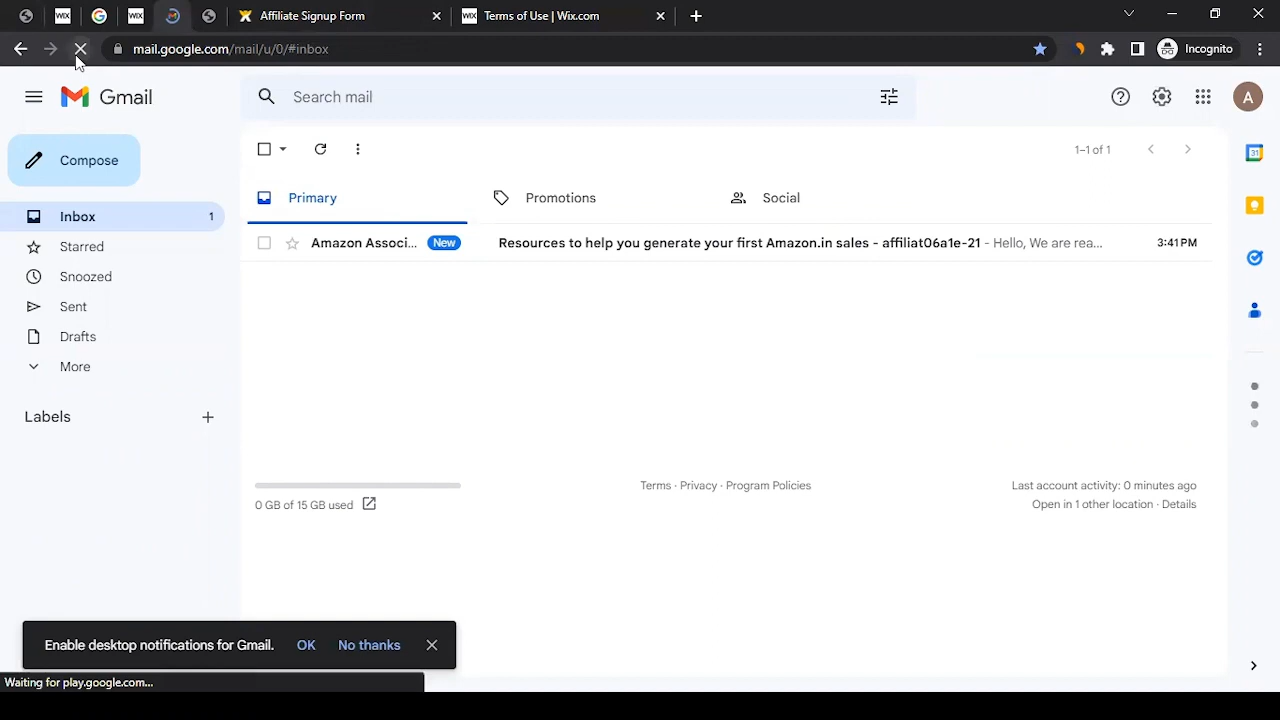 WIX
WIX
Affiliate Signup Form
WIX
Terms of Use | Wix.com
mail.google.com/mail/u/0/#inbox
Incognito
Gmail
Search mail
A
Compose
1–1 of 1
31
Primary
Promotions
Social
Inbox
1
Amazon Associ...
New
Resources to help you generate your first Amazon.in sales - affiliat06a1e-21 - Hello, We are rea...
3:41 PM
Starred
Snoozed
Sent
Drafts
More
Labels
0 GB of 15 GB used
Terms · Privacy · Program Policies
Last account activity: 0 minutes ago
Open in 1 other location · Details
Enable desktop notifications for Gmail.
OK
No thanks
Waiting for play.google.com...